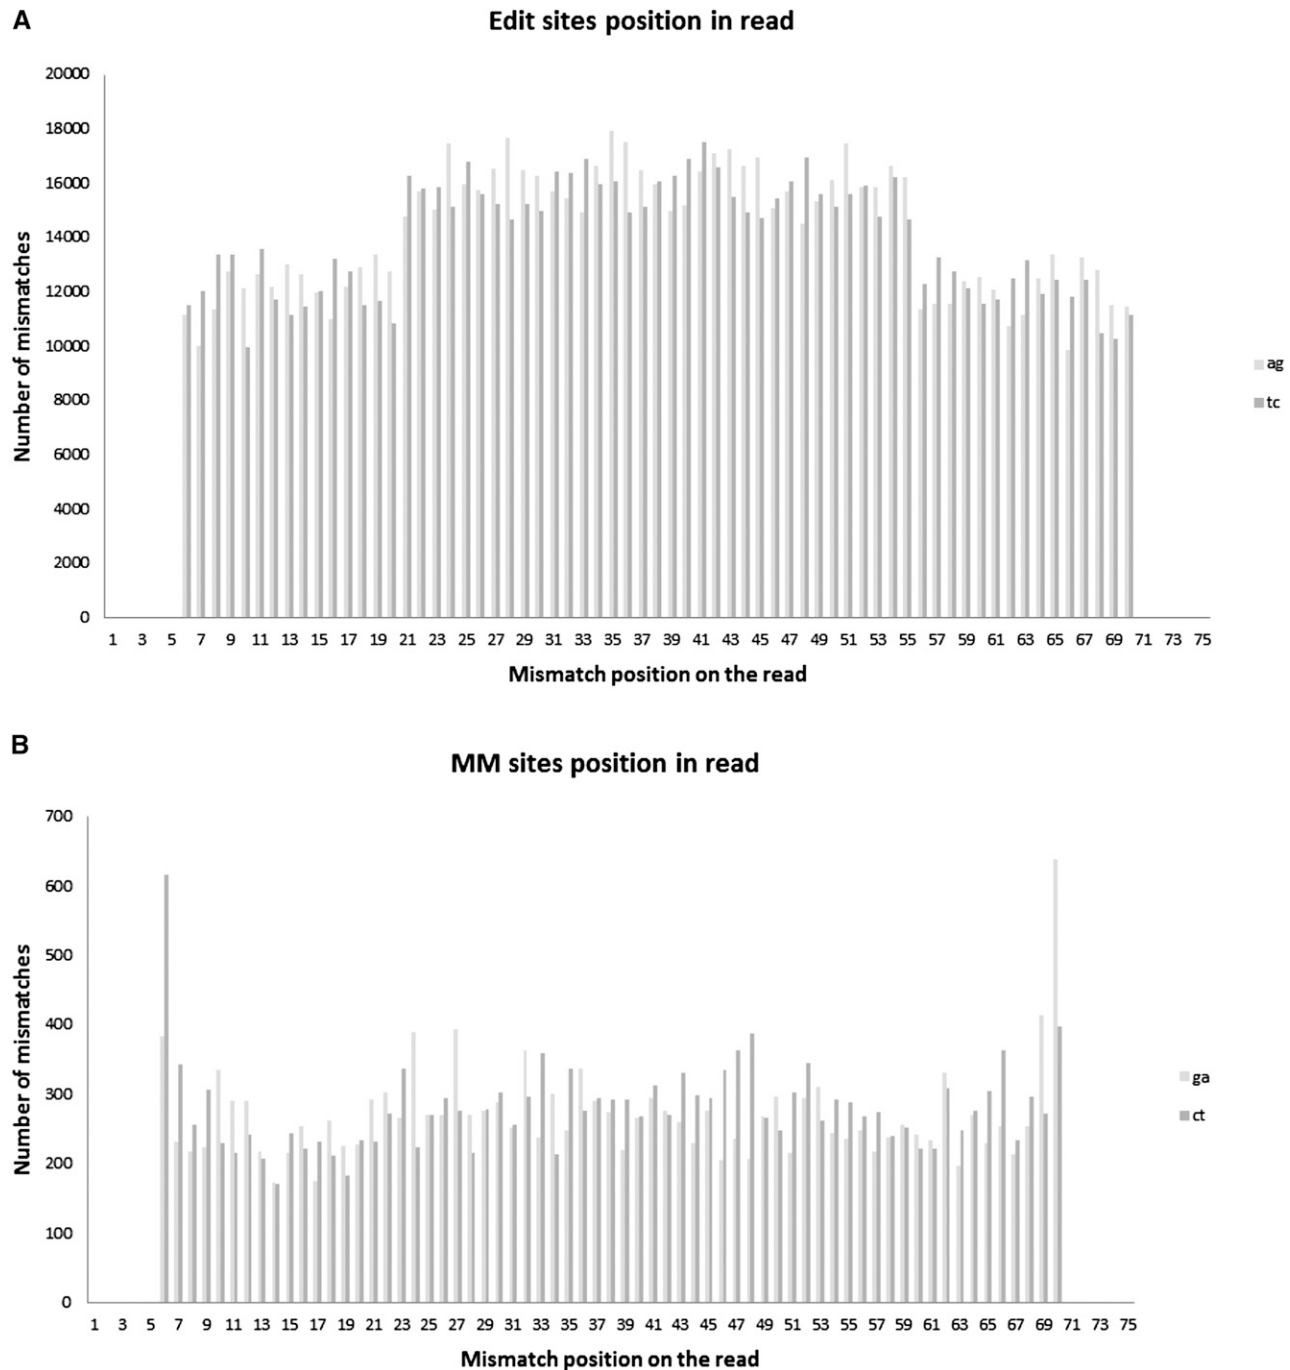 A
Edit sites position in read
20000
18000
16000
14000
12000
10000
8000
6000
4000
2000
0
Number of mismatches
1 3 5 7 9 11 13 15 17 19 21 23 25 27 29 31 33 35 37 39 41 43 45 47 49 51 53 55 57 59 61 63 65 67 69 71 73 75
Mismatch position on the read
ag
tc
B
MM sites position in read
700
600
500
400
300
200
100
0
Number of mismatches
1 3 5 7 9 11 13 15 17 19 21 23 25 27 29 31 33 35 37 39 41 43 45 47 49 51 53 55 57 59 61 63 65 67 69 71 73 75
Mismatch position on the read
ga
ct